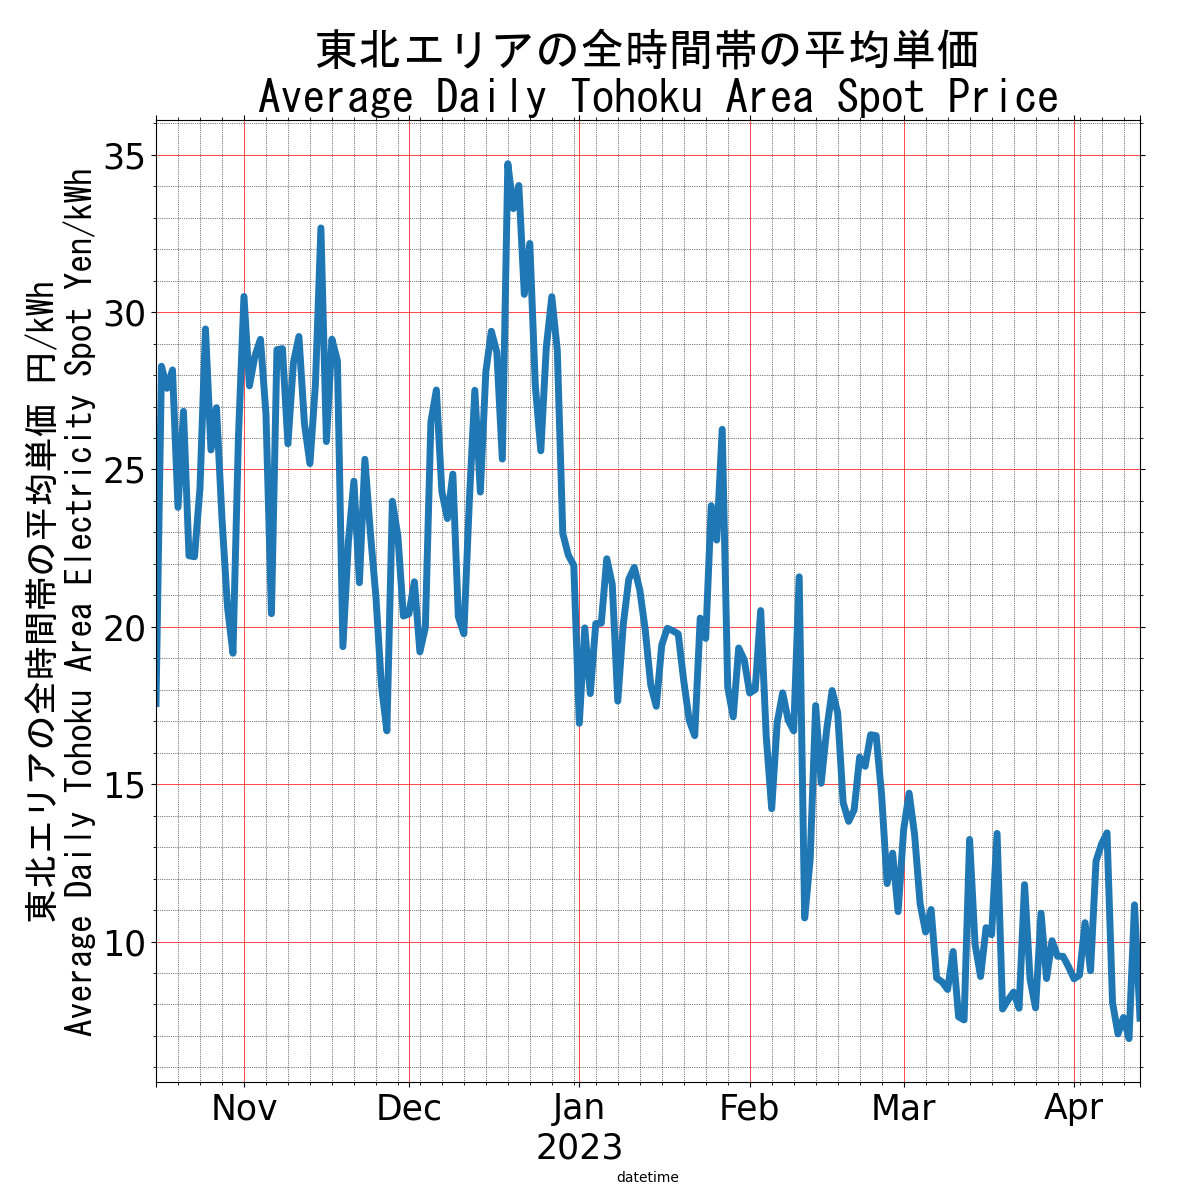 東北エリアの全時間帯の平均単価
Average Daily Tohoku Area Spot Price
東北エリアの全時間帯の平均単価 円/kWh
Average Daily Tohoku Area Electricity Spot Yen/kWh
35
30
25
20
15
10
Nov
Dec
Jan
2023
Feb
Mar
Apr
datetime